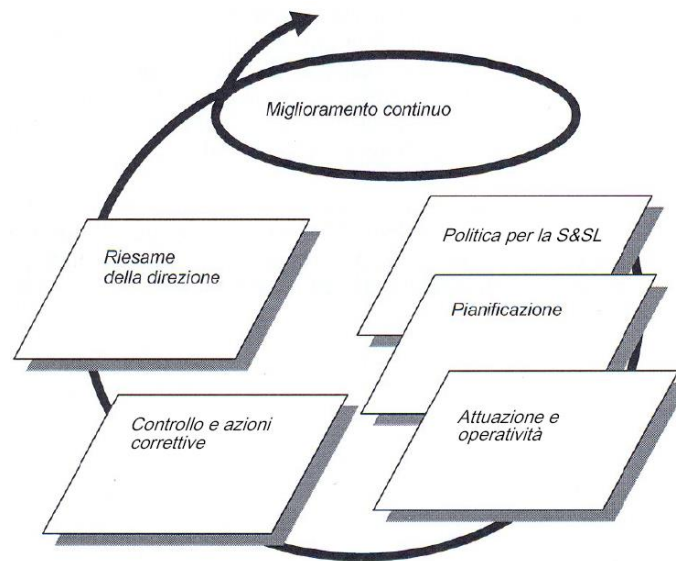 Miglioramento continuo
Politica per la S&SL
Pianificazione
Attuazione e
operatività
Controllo e azioni
correttive
Riesame
della direzione